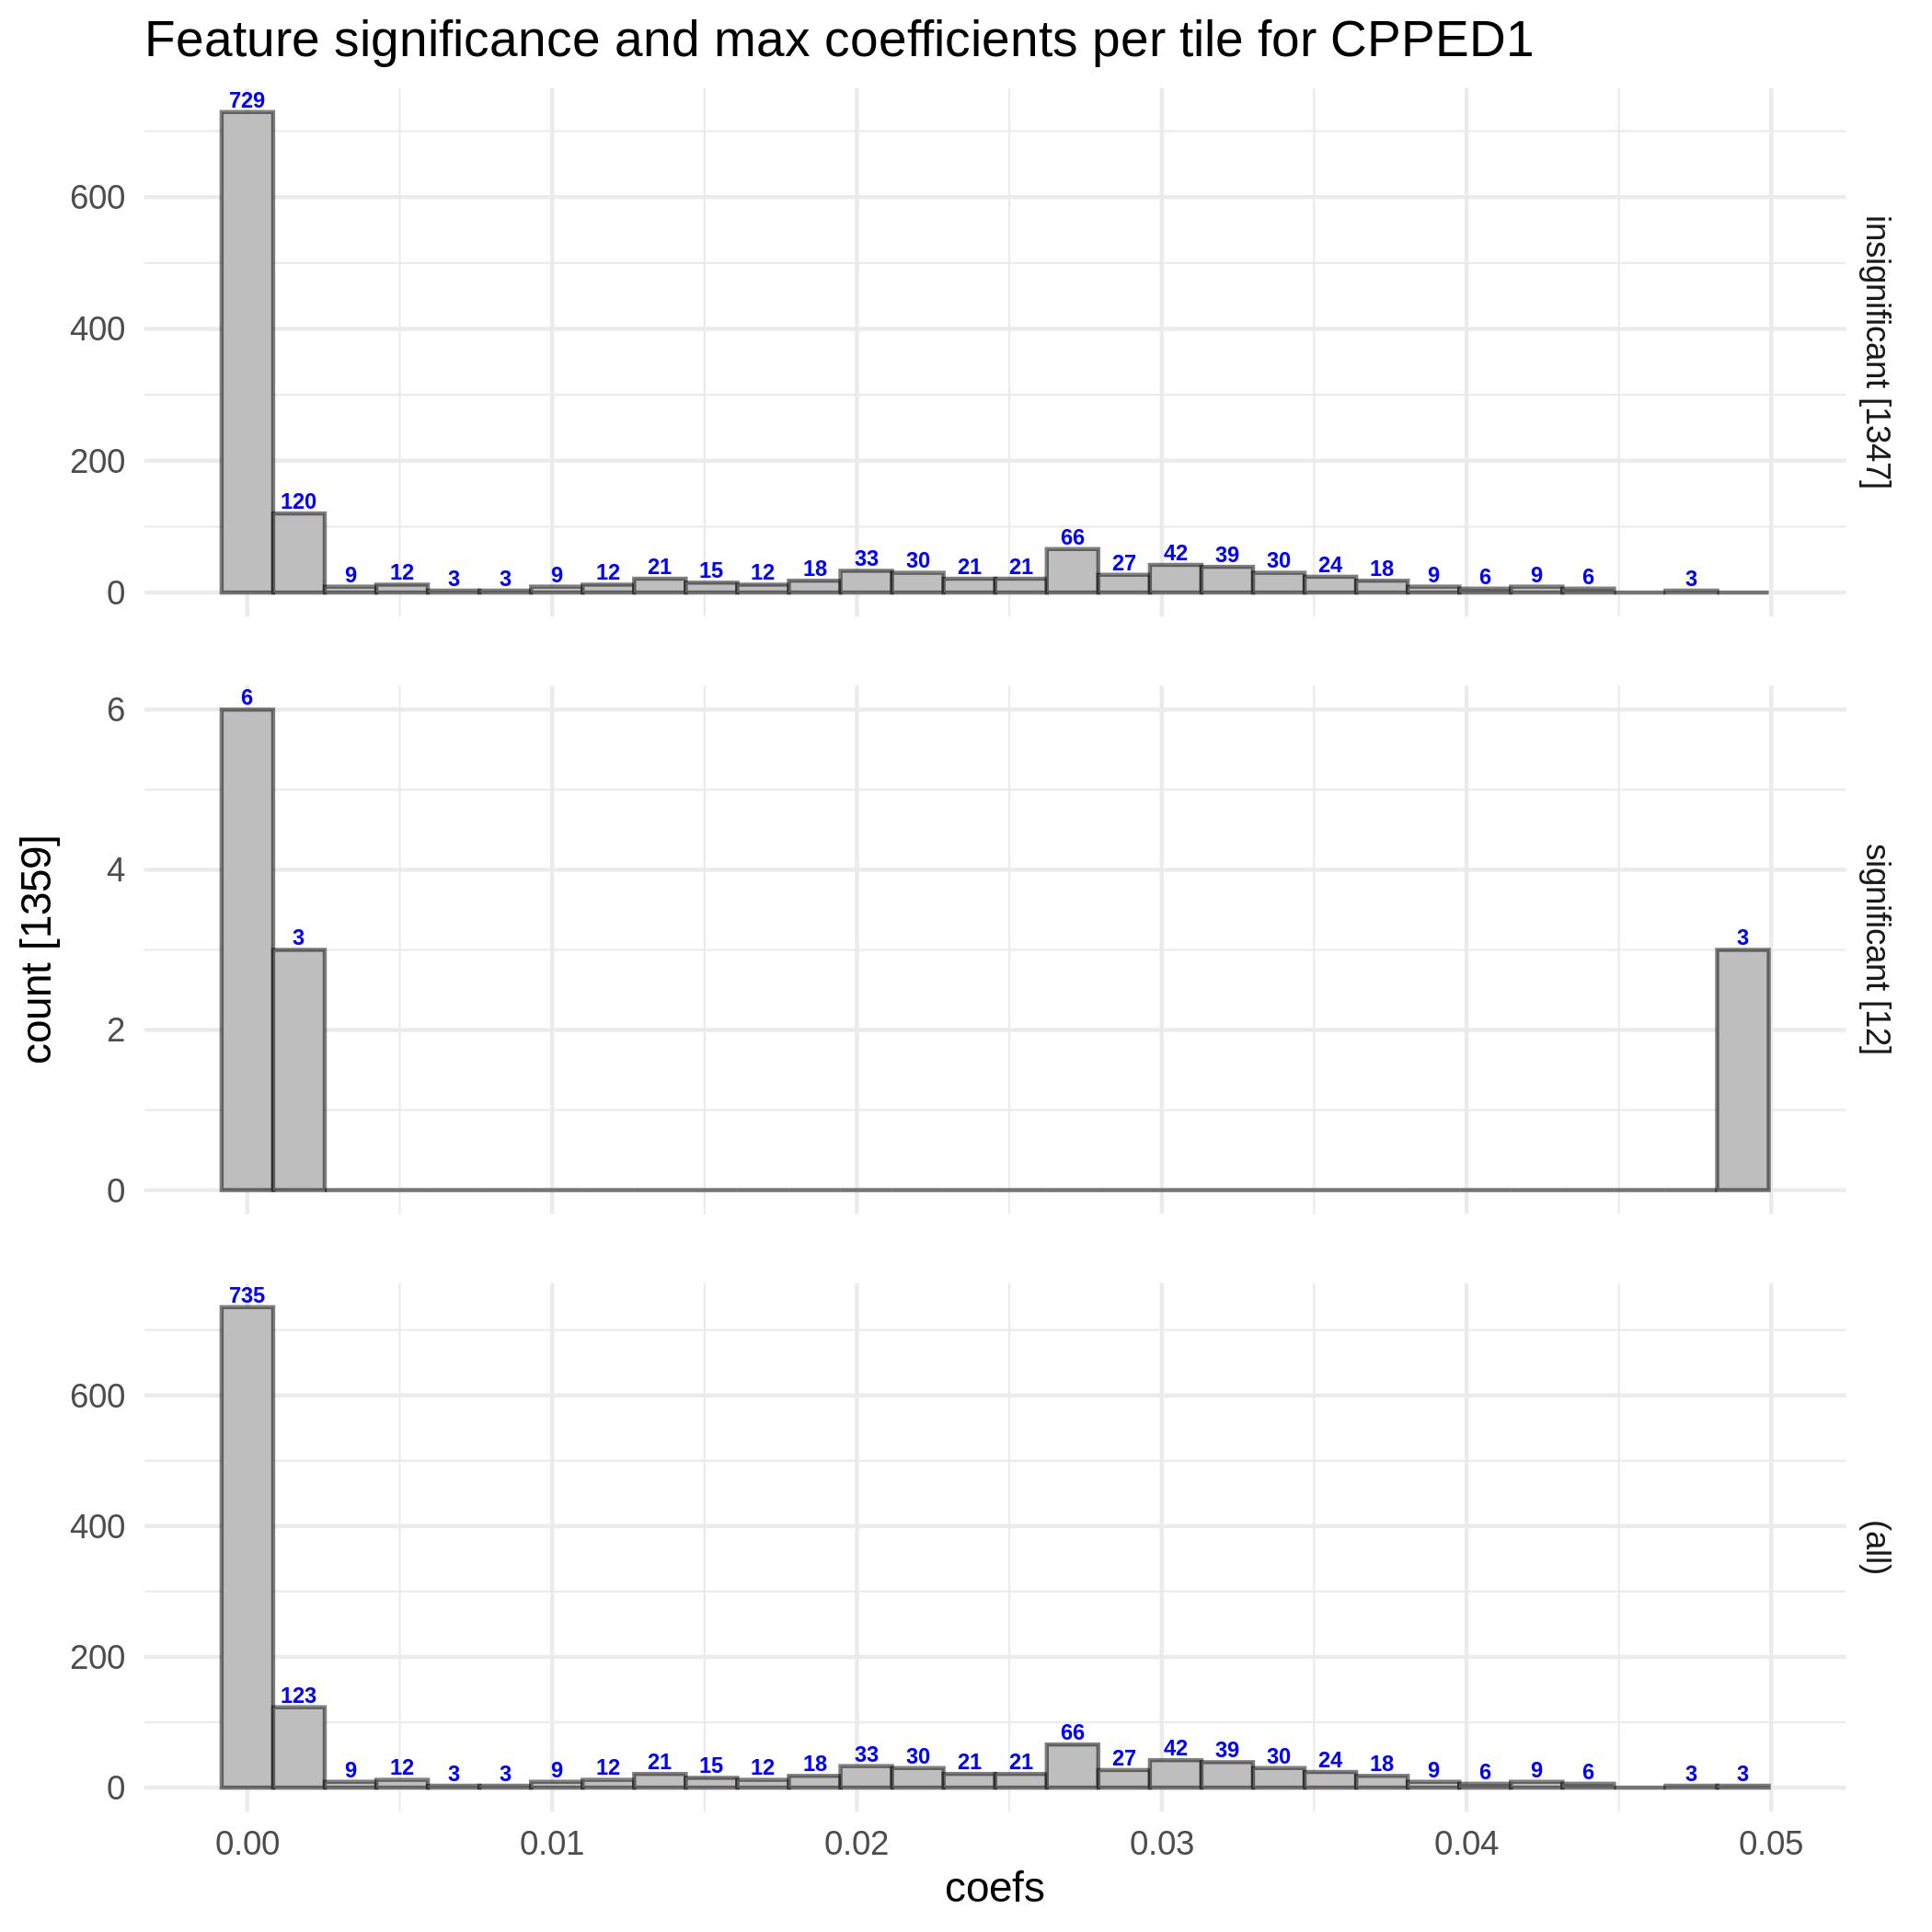 Feature significance and max coefficients per tile for CPPED1
729
120
9 12 3 3 9 12 21 15 12 18 33 30 21 21 66 27 42 39 30 24 18 9 6 9 6 3
600
400
200
0
insignificant [1347]
6
3
3
6
4
2
0
significant [12]
count [1359]
735
123
9 12 3 3 9 12 21 15 12 18 33 30 21 21 66 27 42 39 30 24 18 9 6 9 6 3 3
600
400
200
0
(all)
0.00 0.01 0.02 0.03 0.04 0.05
coefs